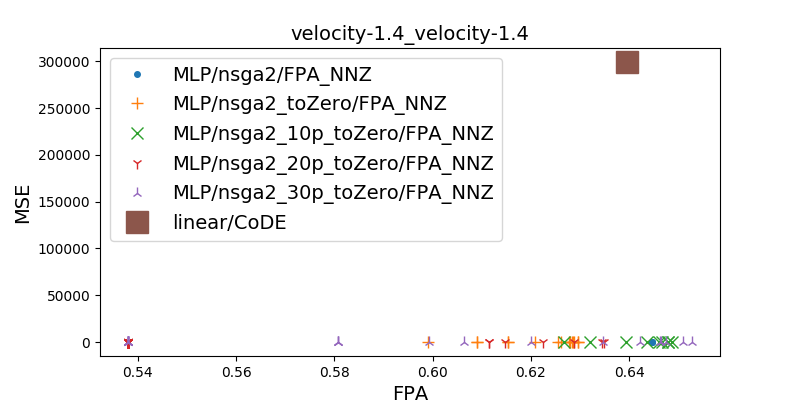 velocity-1.4_velocity-1.4
300000
250000
200000
150000
100000
50000
0
MSE
MLP/nsga2/FPA_NNZ
MLP/nsga2_toZero/FPA_NNZ
MLP/nsga2_10p_toZero/FPA_NNZ
MLP/nsga2_20p_toZero/FPA_NNZ
MLP/nsga2_30p_toZero/FPA_NNZ
linear/CoDE
0.54 0.56 0.58 0.60 0.62 0.64
FPA